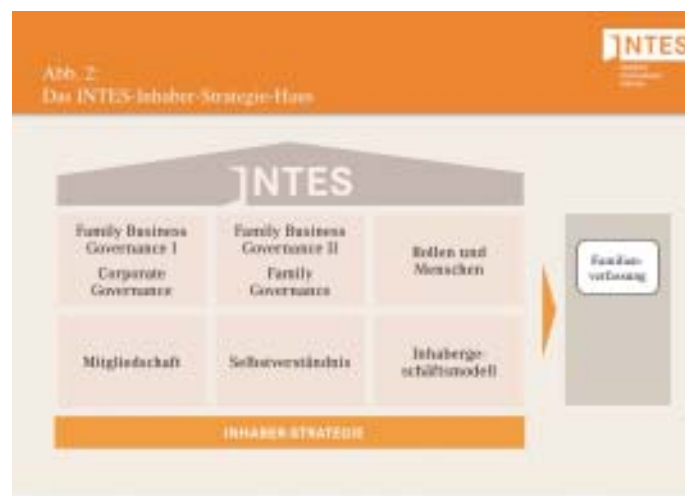 INTES
Abb. 2:
Das INTES-Inhaber-Strategie-Haus
INTES
Family Business
Governance I
Corporate
Governance
Family Business
Governance II
Family
Governance
Rollen und
Menschen
Familien-
verfassung
Mitgliedschaft
Selbstverständnis
Inhaberge-
schäftsmodell
INHABER-STRATEGIE